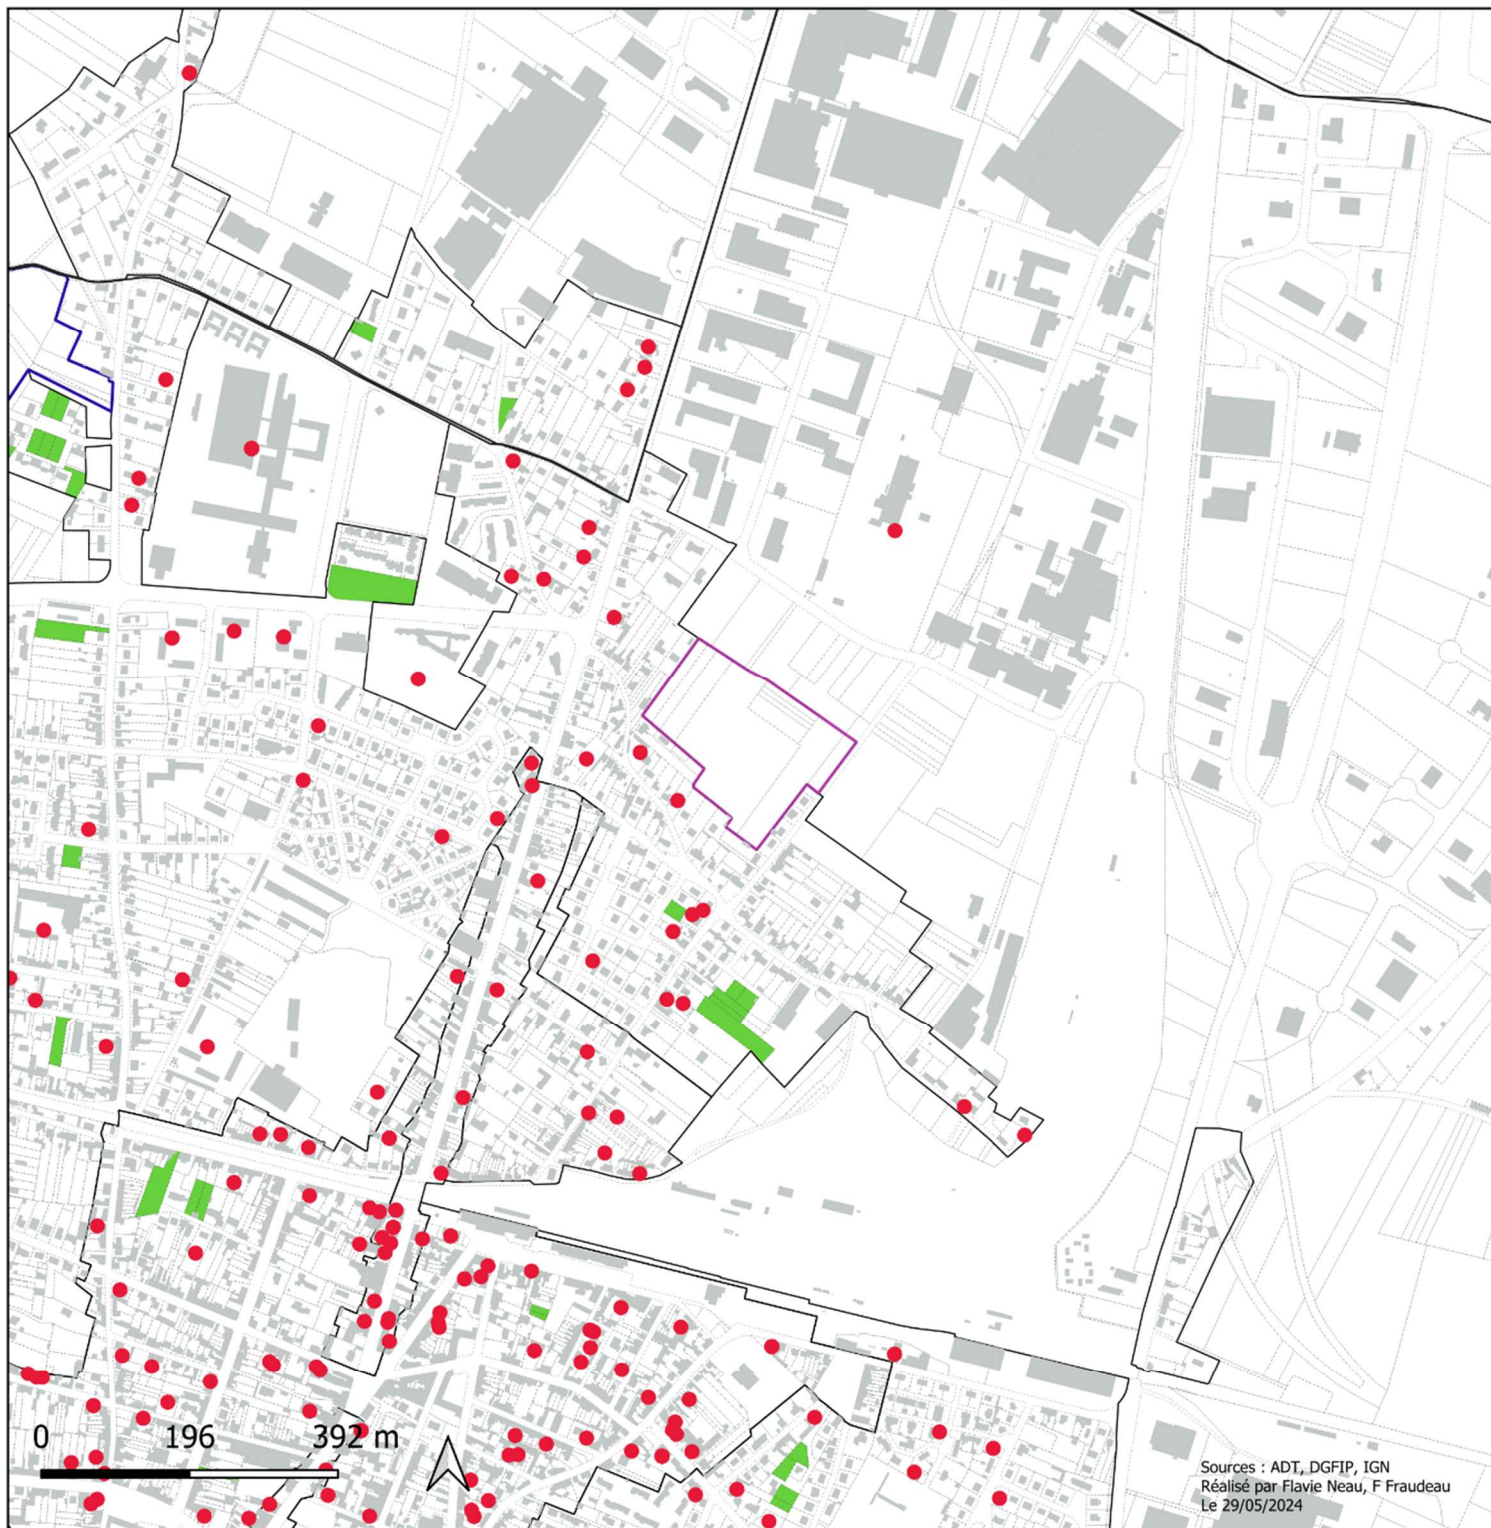 0 196 392 m
Sources : ADT, DGFIP, IGN
Réalisé par Flavie Neau, F Fraudeau
Le 29/05/2024